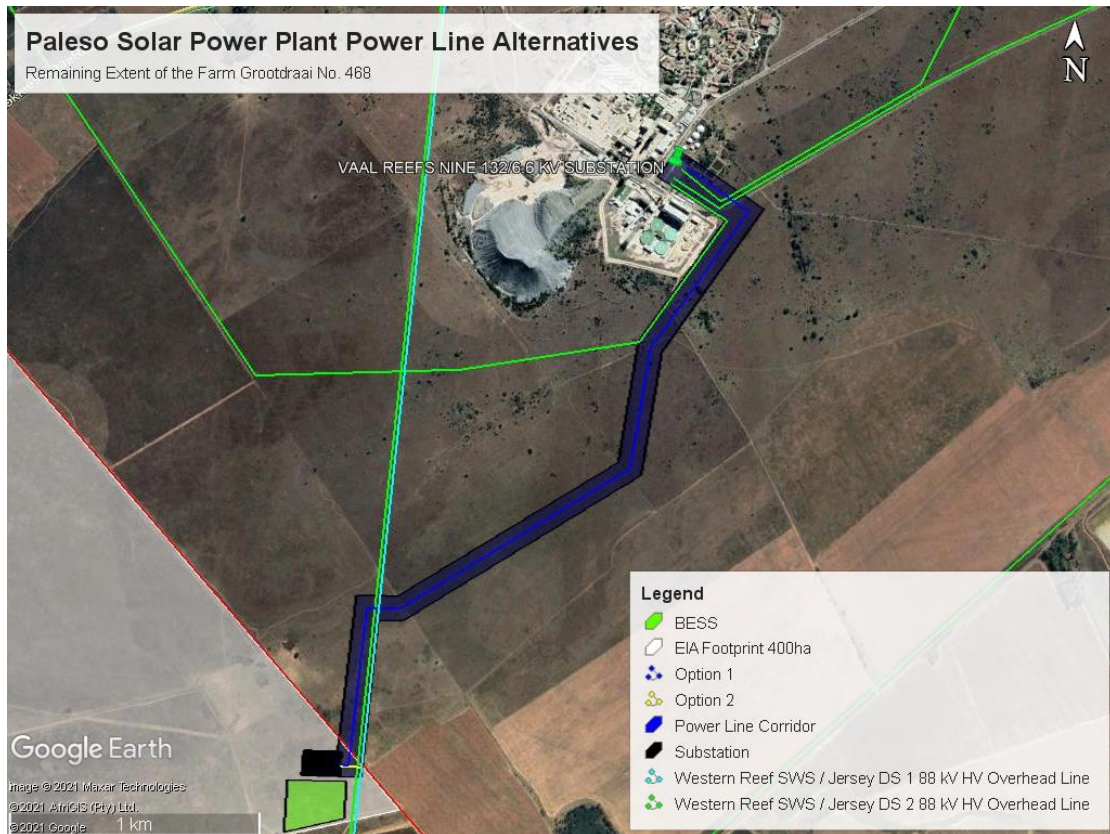 Paleso Solar Power Plant Power Line Alternatives
Remaining Extent of the Farm Grootdraai No. 468
N
VAAL REEFS NINE 132/6.6 KV SUBSTATION
Legend
BESS
EIA Footprint 400ha
Option 1
Option 2
Power Line Corridor
Substation
Western Reef SWS / Jersey DS 1 88 kV HV Overhead Line
Western Reef SWS / Jersey DS 2 88 kV HV Overhead Line
Google Earth
Image © 2021 Maxar Technologies
©2021 AfriGIS (Pty) Ltd.
©2021 Google
1 km